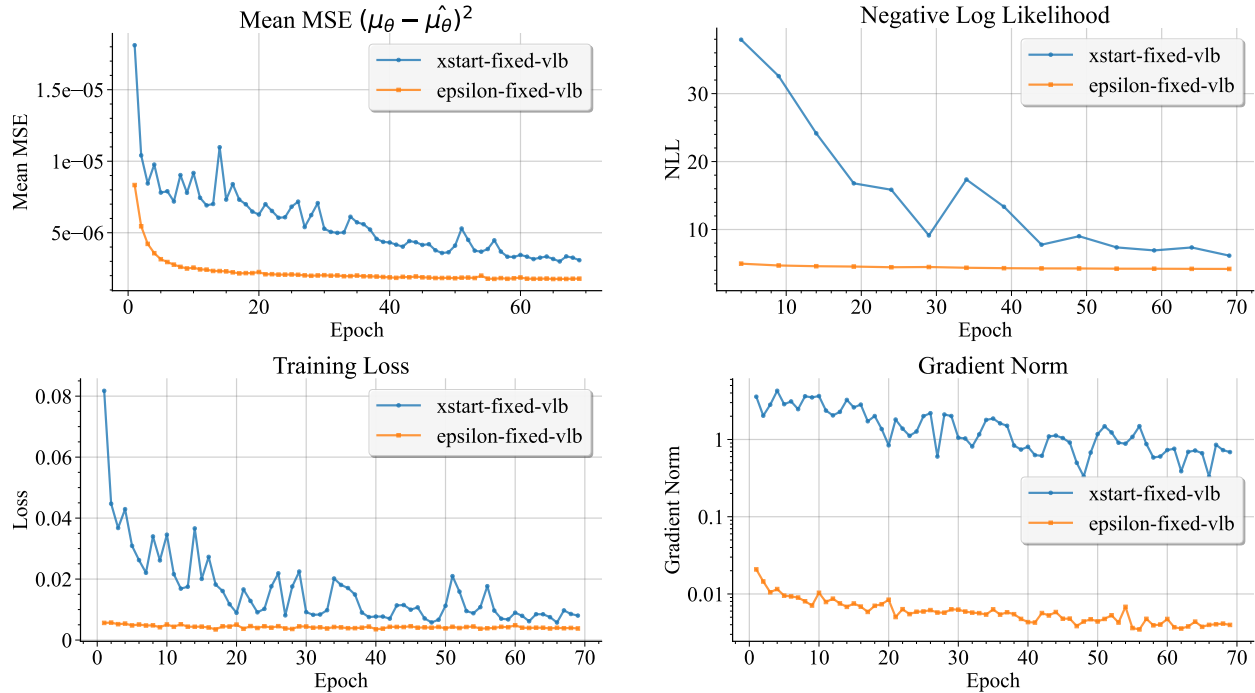 Mean MSE (μ_θ − μ̂_θ)²
Mean MSE
1.5e−05
1e−05
5e−06
xstart-fixed-vlb
epsilon-fixed-vlb
0 20 40 60
Epoch
Negative Log Likelihood
NLL
30
20
10
xstart-fixed-vlb
epsilon-fixed-vlb
10 20 30 40 50 60 70
Epoch
Training Loss
Loss
0.08
0.06
0.04
0.02
0
xstart-fixed-vlb
epsilon-fixed-vlb
0 10 20 30 40 50 60 70
Epoch
Gradient Norm
Gradient Norm
1
0.1
0.01
xstart-fixed-vlb
epsilon-fixed-vlb
0 10 20 30 40 50 60 70
Epoch